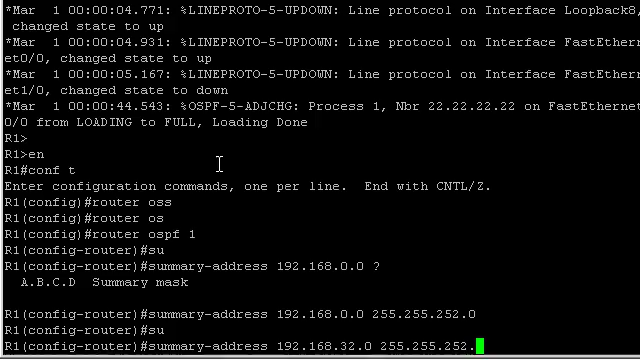 *Mar  1 00:00:04.771: %LINEPROTO-5-UPDOWN: Line protocol on Interface Loopback8,
 changed state to up
*Mar  1 00:00:04.931: %LINEPROTO-5-UPDOWN: Line protocol on Interface FastEthern
et0/0, changed state to up
*Mar  1 00:00:05.167: %LINEPROTO-5-UPDOWN: Line protocol on Interface FastEthern
et1/0, changed state to down
*Mar  1 00:00:44.543: %OSPF-5-ADJCHG: Process 1, Nbr 22.22.22.22 on FastEthernet
0/0 from LOADING to FULL, Loading Done
R1>
R1>en
R1#conf t
Enter configuration commands, one per line.  End with CNTL/Z.
R1(config)#router oss
R1(config)#router os
R1(config)#router ospf 1
R1(config-router)#su
R1(config-router)#summary-address 192.168.0.0 ?
  A.B.C.D  Summary mask
R1(config-router)#summary-address 192.168.0.0 255.255.252.0
R1(config-router)#su
R1(config-router)#summary-address 192.168.32.0 255.255.252.